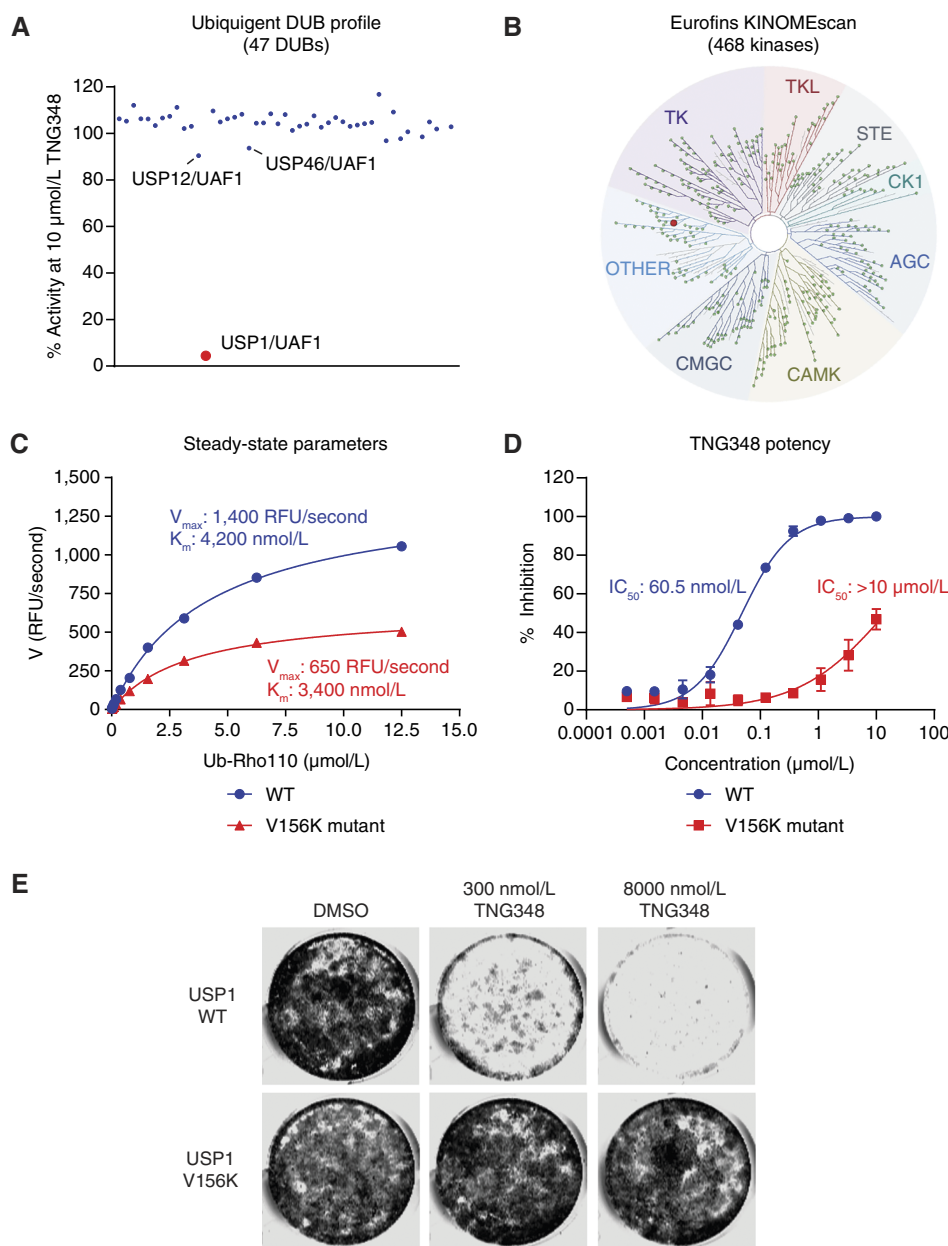 A
Ubiquigent DUB profile
(47 DUBs)
% Activity at 10 µmol/L TNG348
120
100
80
60
40
20
0
USP12/UAF1
USP46/UAF1
USP1/UAF1
B
Eurofins KINOMEscan
(468 kinases)
TK
TKL
STE
CK1
AGC
CAMK
CMGC
OTHER
C
Steady-state parameters
V (RFU/second)
1,500
1,250
1,000
750
500
250
0
Vmax: 1,400 RFU/second
Km: 4,200 nmol/L
Vmax: 650 RFU/second
Km: 3,400 nmol/L
0.0 2.5 5.0 7.5 10.0 12.5 15.0
Ub-Rho110 (µmol/L)
WT
V156K mutant
D
TNG348 potency
% Inhibition
120
100
80
60
40
20
0
IC50: 60.5 nmol/L
IC50: >10 µmol/L
0.0001 0.001 0.01 0.1 1 10 100
Concentration (µmol/L)
WT
V156K mutant
E
DMSO
300 nmol/L
TNG348
8000 nmol/L
TNG348
USP1
WT
USP1
V156K